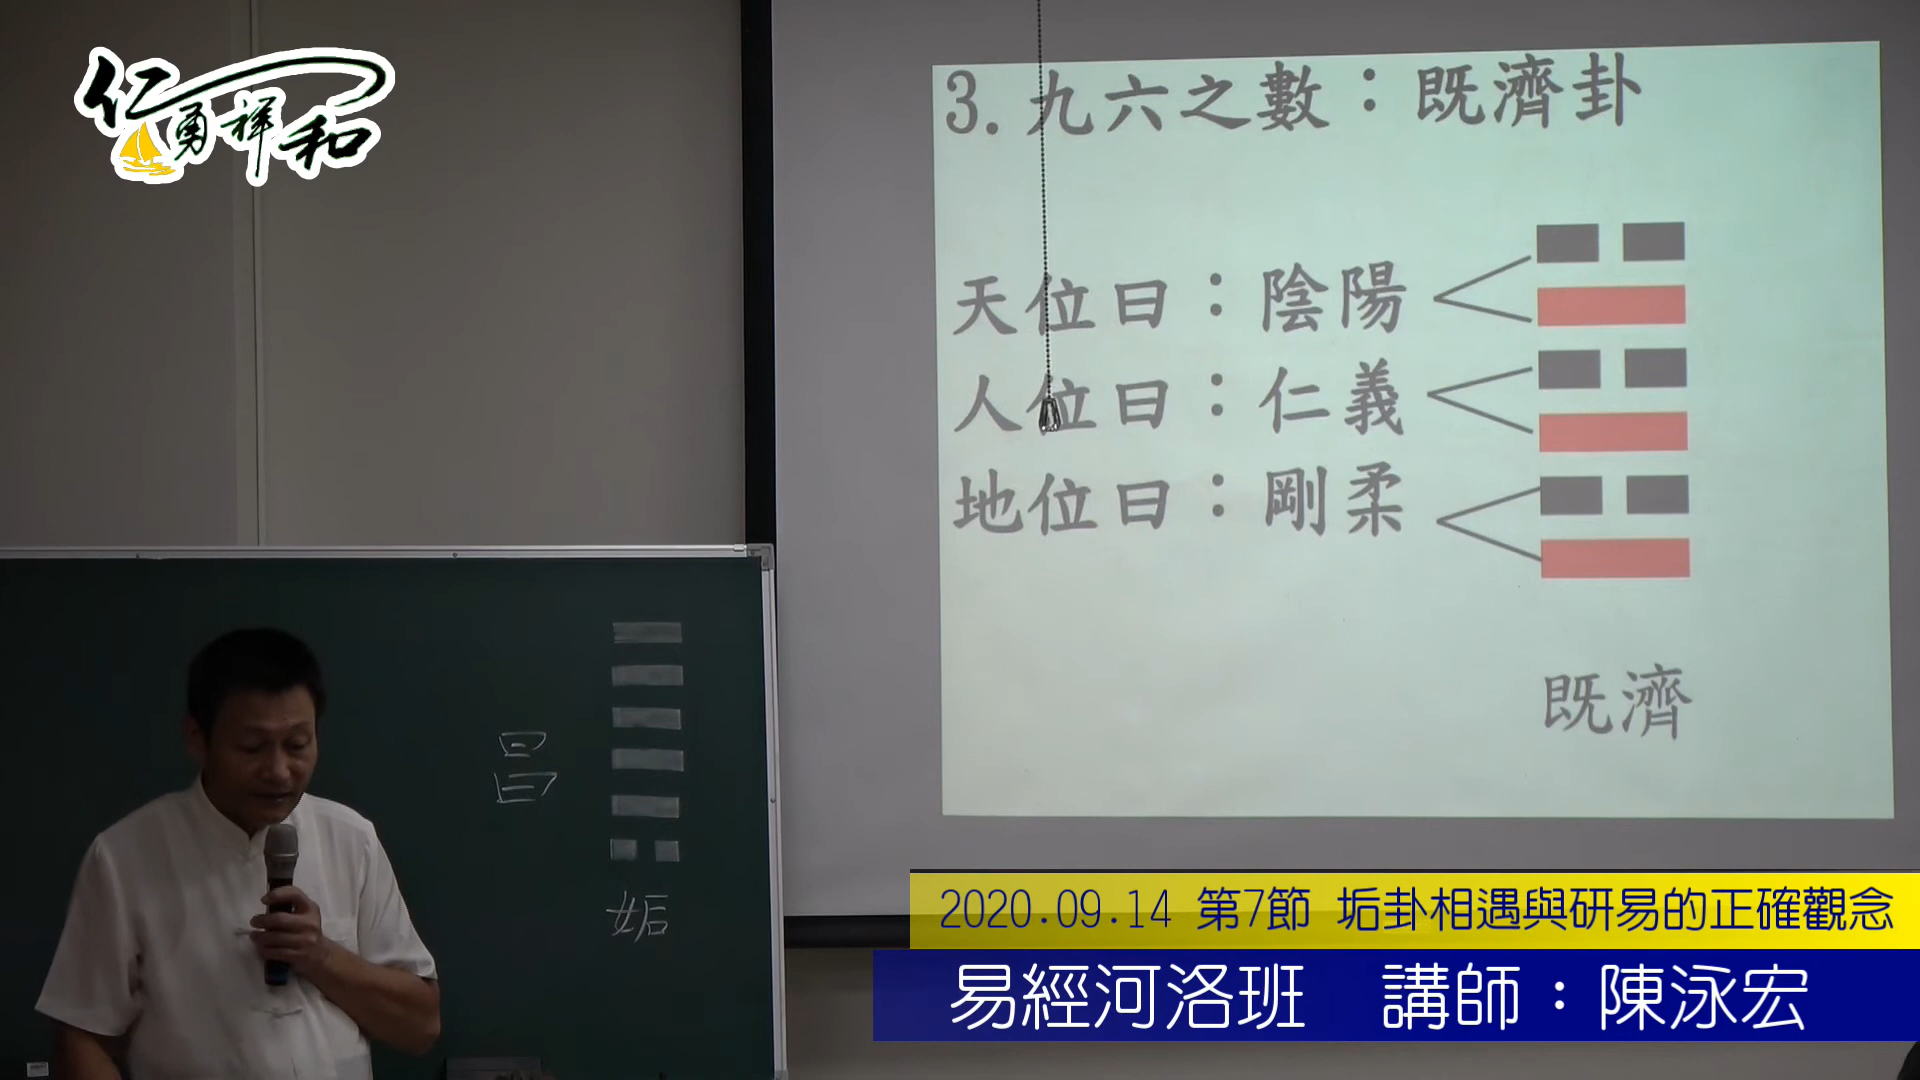 仁勇祥和
3.九六之數：既濟卦
天位曰：陰陽
人位曰：仁義
地位曰：剛柔
既濟
昌
姤
2020.09.14 第7節 垢卦相遇與研易的正確觀念
易經河洛班 講師：陳泳宏